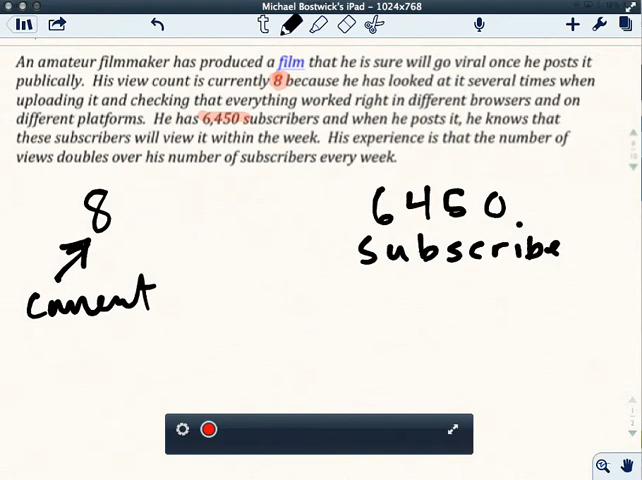 Michael Bostwick's iPad - 1024x768
An amateur filmmaker has produced a film that he is sure will go viral once he posts it
publically. His view count is currently 8 because he has looked at it several times when
uploading it and checking that everything worked right in different browsers and on
different platforms. He has 6,450 subscribers and when he posts it, he knows that
these subscribers will view it within the week. His experience is that the number of
views doubles over his number of subscribers every week.
8 6450.
subscribe
current